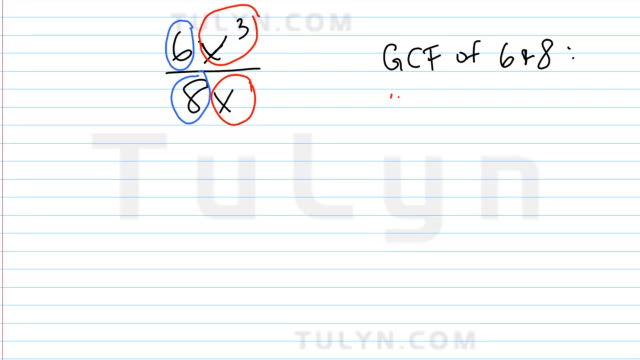 TULYN.COM
6x³
8x
GCF of 6 & 8:
TuLyn
TULYN.COM